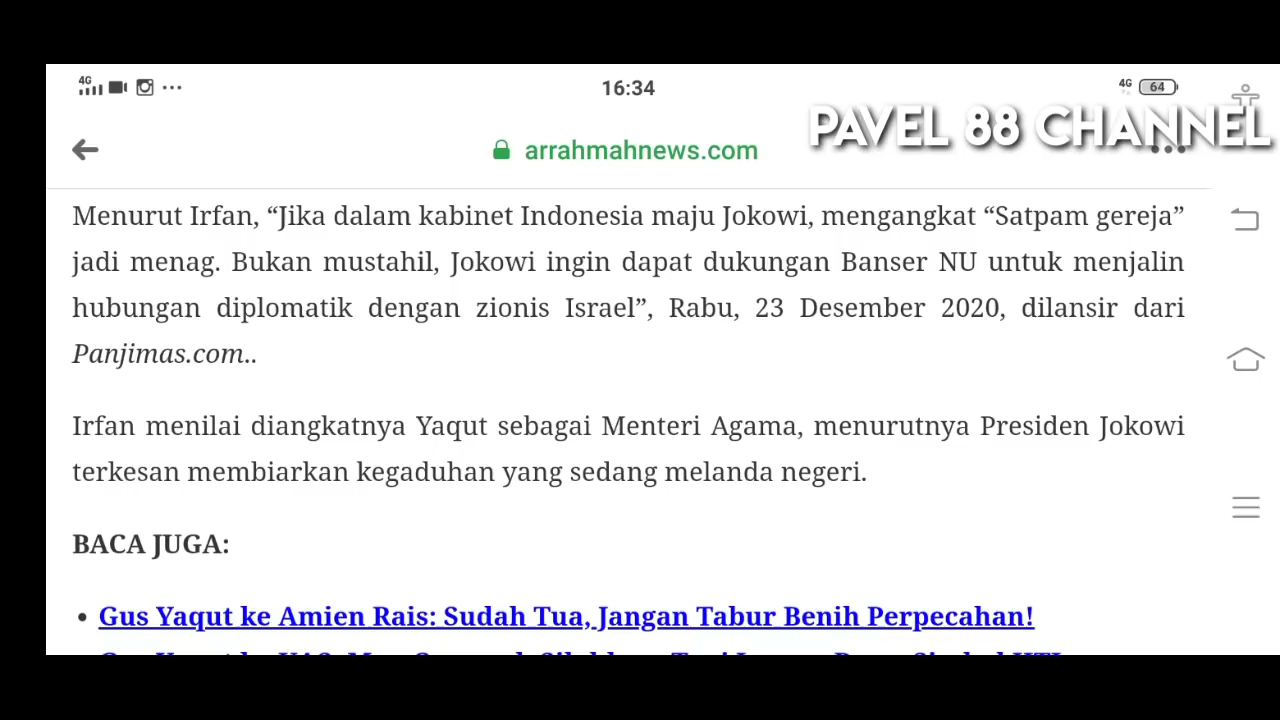 4G 16:34 4G 64
PAVEL 88 CHANNEL
arrahmahnews.com
Menurut Irfan, “Jika dalam kabinet Indonesia maju Jokowi, mengangkat “Satpam gereja”
jadi menag. Bukan mustahil, Jokowi ingin dapat dukungan Banser NU untuk menjalin
hubungan diplomatik dengan zionis Israel”, Rabu, 23 Desember 2020, dilansir dari
Panjimas.com..
Irfan menilai diangkatnya Yaqut sebagai Menteri Agama, menurutnya Presiden Jokowi
terkesan membiarkan kegaduhan yang sedang melanda negeri.
BACA JUGA:
• Gus Yaqut ke Amien Rais: Sudah Tua, Jangan Tabur Benih Perpecahan!